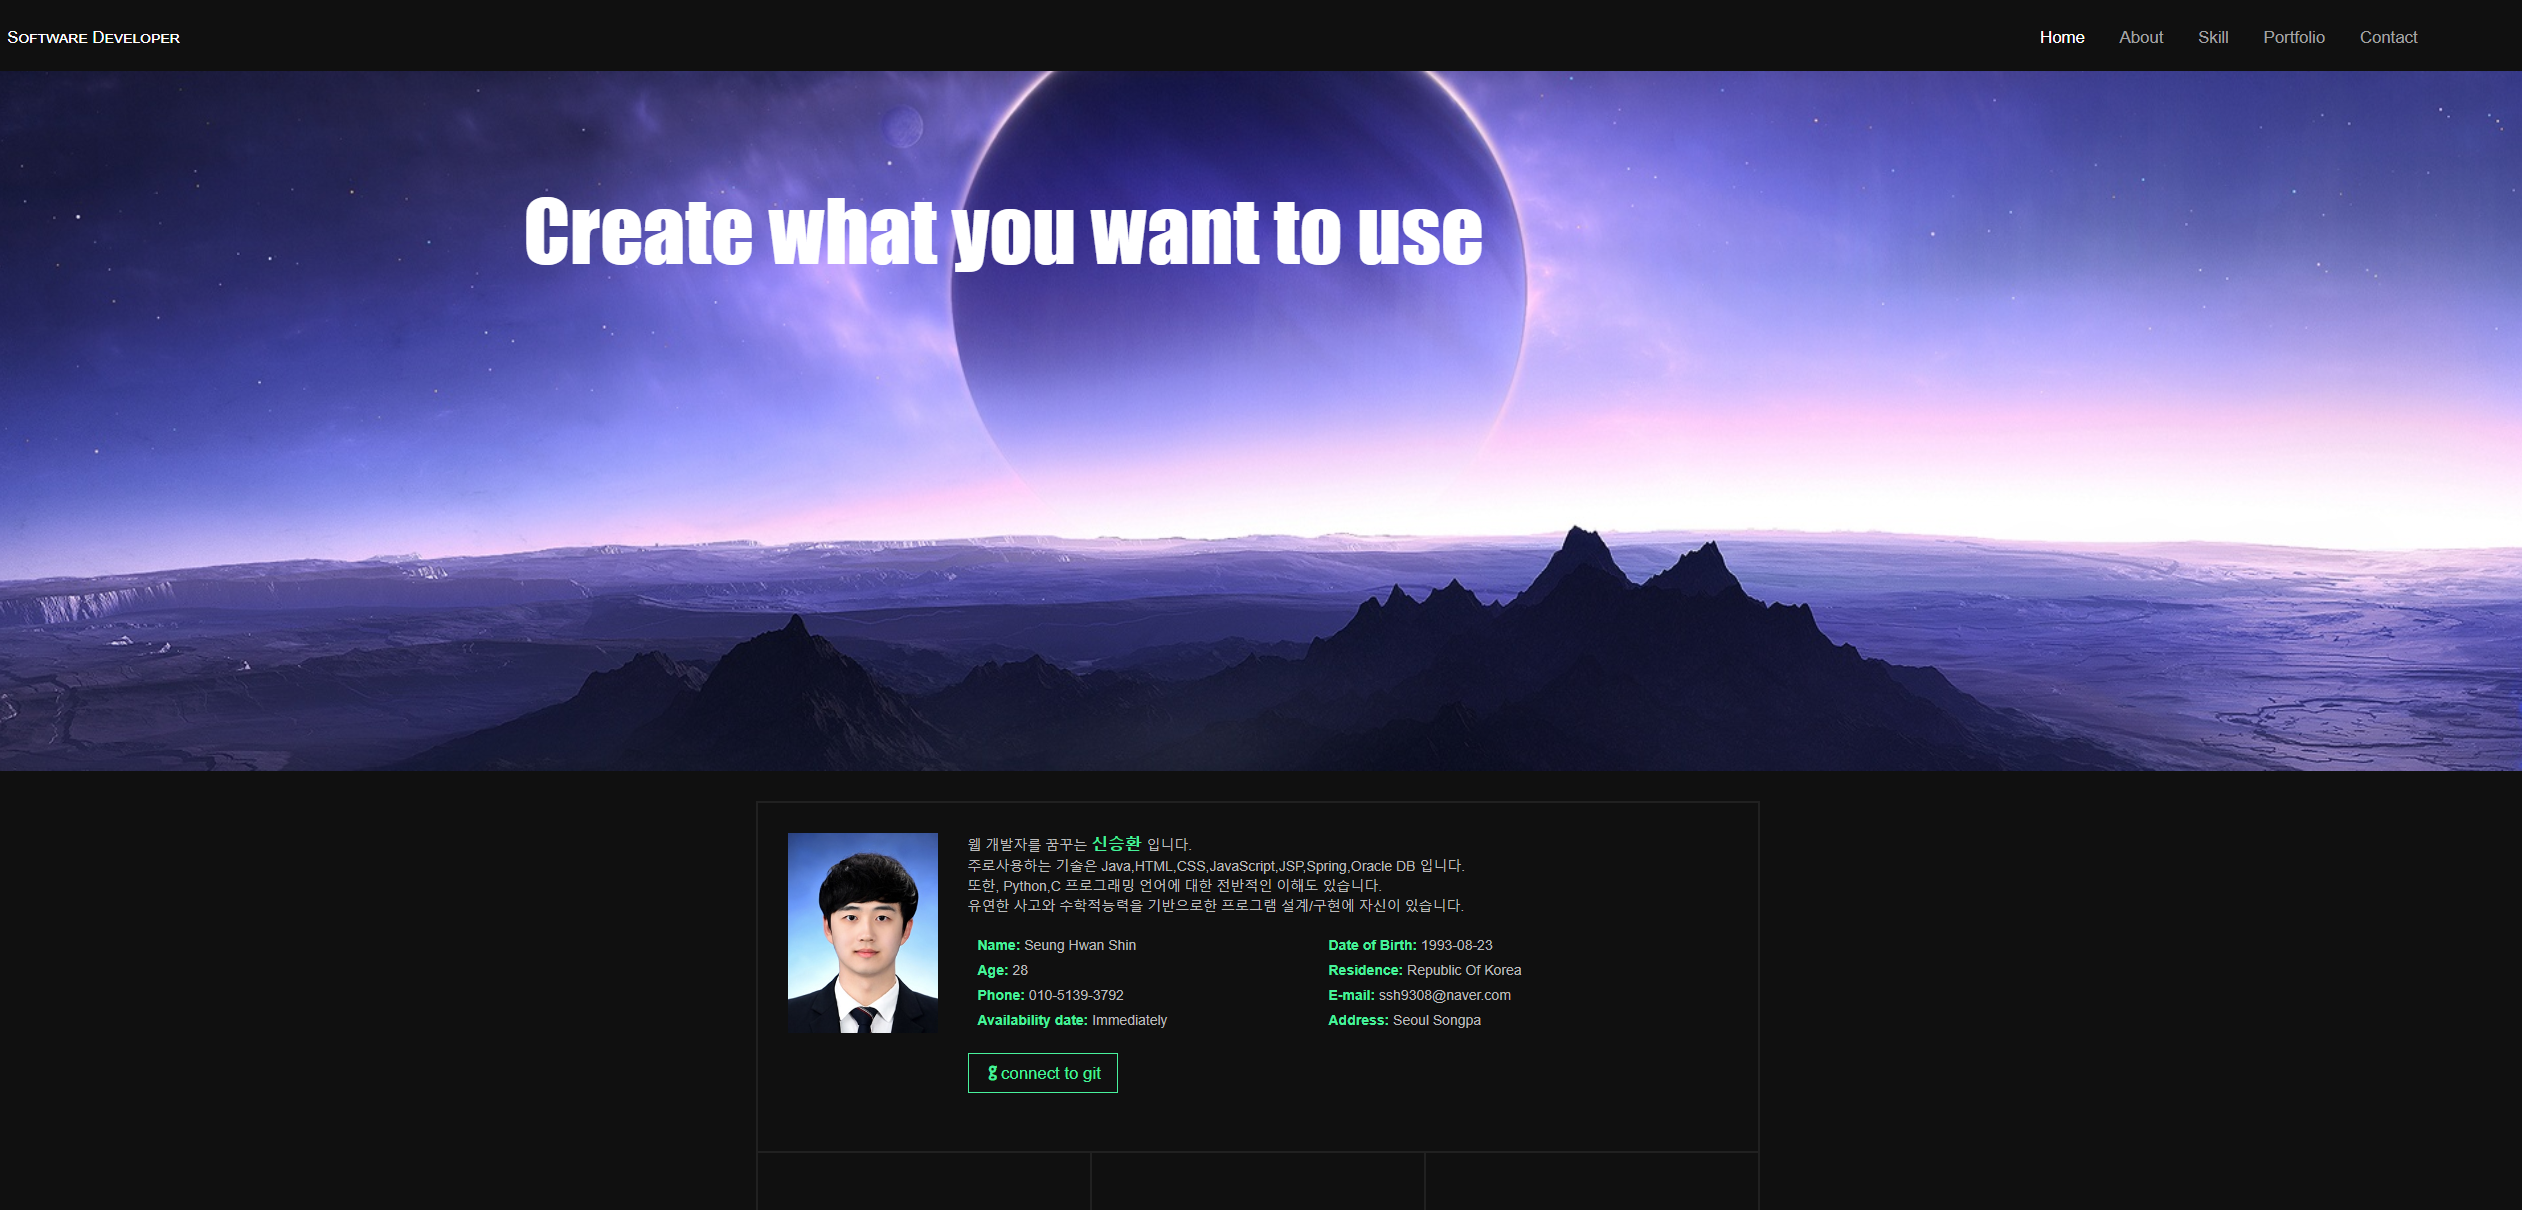 Software Developer
Home About Skill Portfolio Contact
Create what you want to use
웹 개발자를 꿈꾸는 신승환 입니다.
주로사용하는 기술은 Java,HTML,CSS,JavaScript,JSP,Spring,Oracle DB 입니다.
또한, Python,C 프로그래밍 언어에 대한 전반적인 이해도 있습니다.
유연한 사고와 수학적능력을 기반으로한 프로그램 설계/구현에 자신이 있습니다.
Name: Seung Hwan Shin
Date of Birth: 1993-08-23
Age: 28
Residence: Republic Of Korea
Phone: 010-5139-3792
E-mail: ssh9308@naver.com
Availability date: Immediately
Address: Seoul Songpa
connect to git